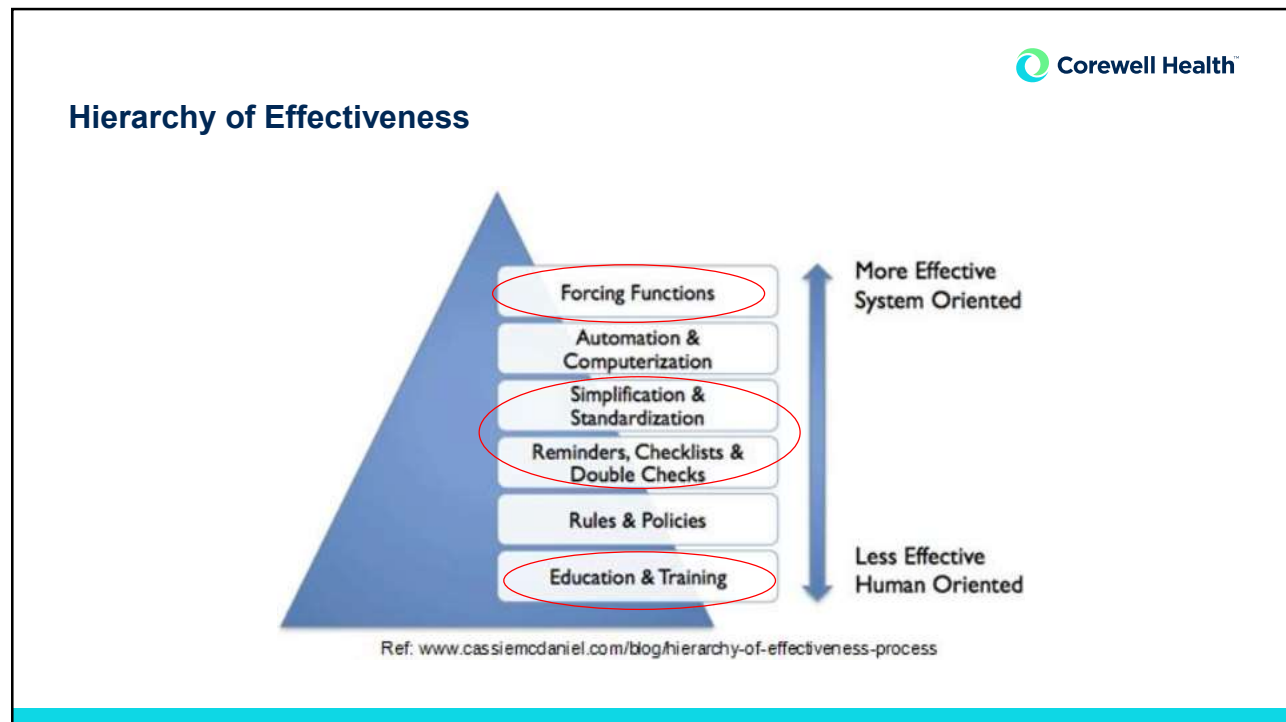 Corewell Health™
Hierarchy of Effectiveness
Forcing Functions
Automation &
Computerization
Simplification &
Standardization
Reminders, Checklists &
Double Checks
Rules & Policies
Education & Training
More Effective
System Oriented
Less Effective
Human Oriented
Ref: www.cassiemcdaniel.com/blog/hierarchy-of-effectiveness-process